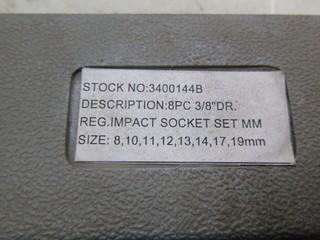 STOCK NO:3400144B
DESCRIPTION:8PC 3/8"DR.
REG.IMPACT SOCKET SET MM
SIZE: 8,10,11,12,13,14,17,19mm